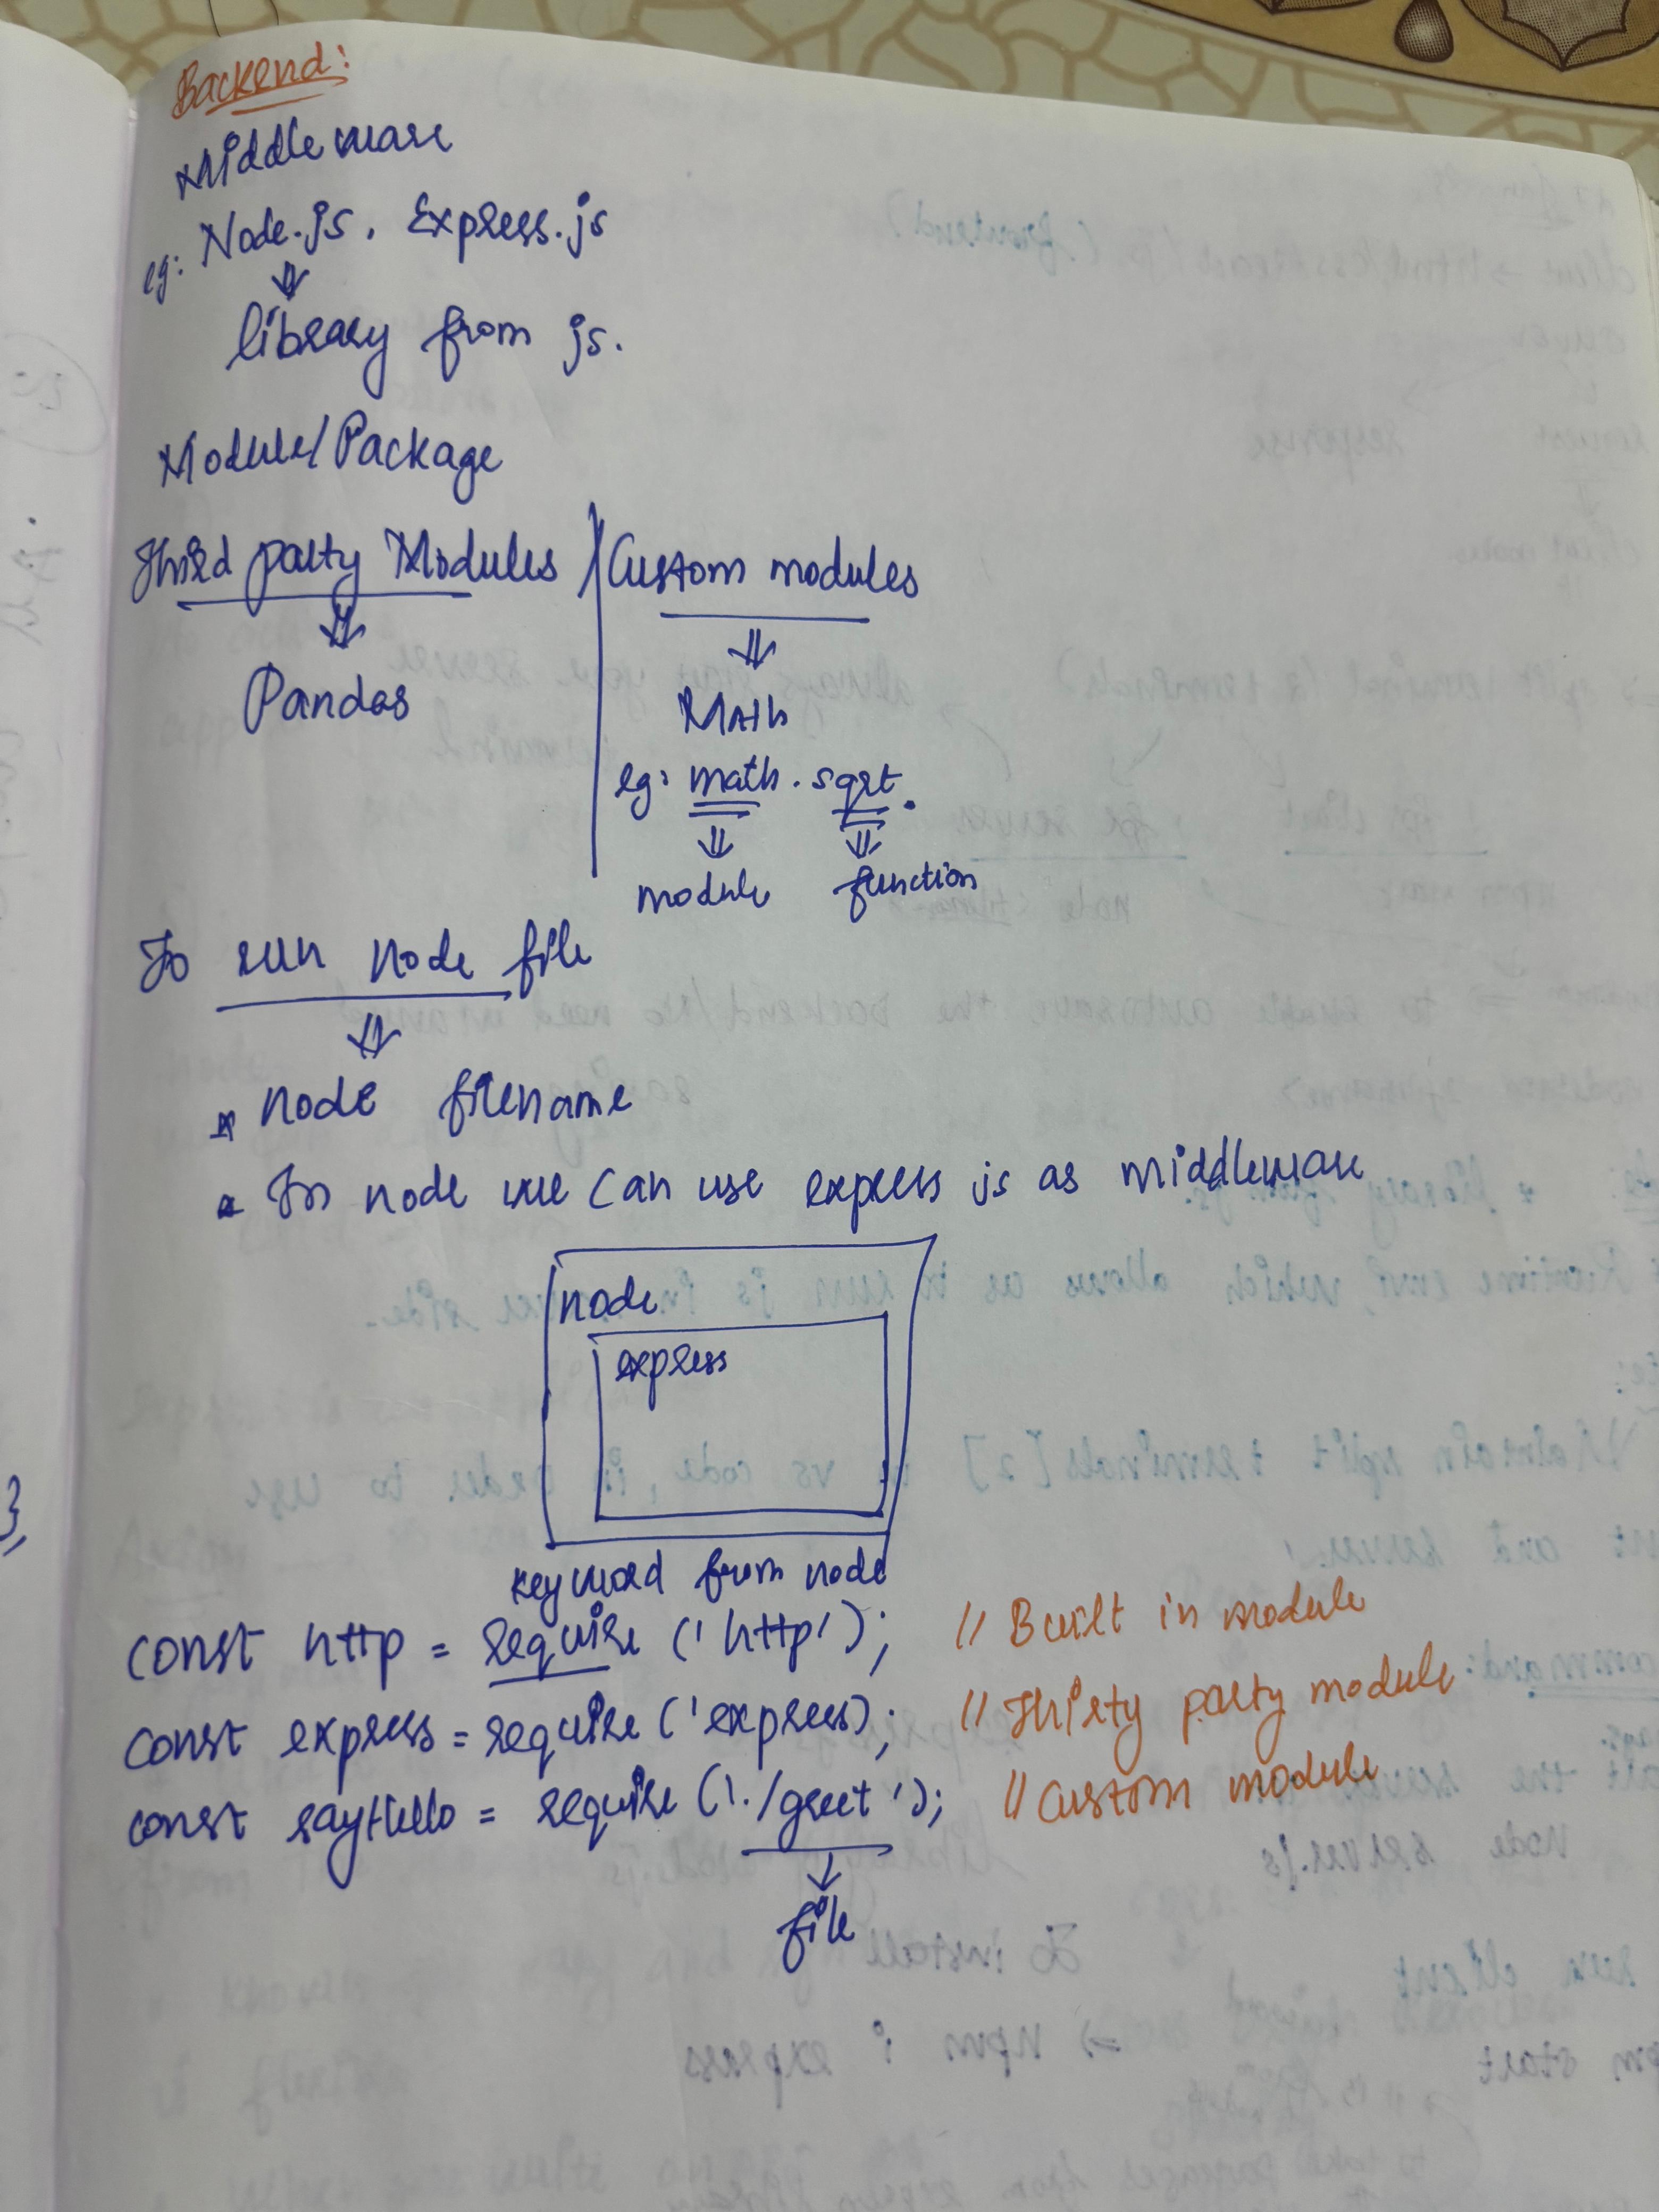 Backend:
Middleware
eg: Node.js, Express.js
library from js.
Module/Package
Third party Modules
Pandas
Custom modules
Math
eg: math.sqrt.
module function
To run node file
node filename
In node we can use express js as middleware
node
express
keyword from node
const http = require('http'); // Built in module
const express = require('express); // Thirty party module
const sayHello = require('./greet'); // Custom module
file